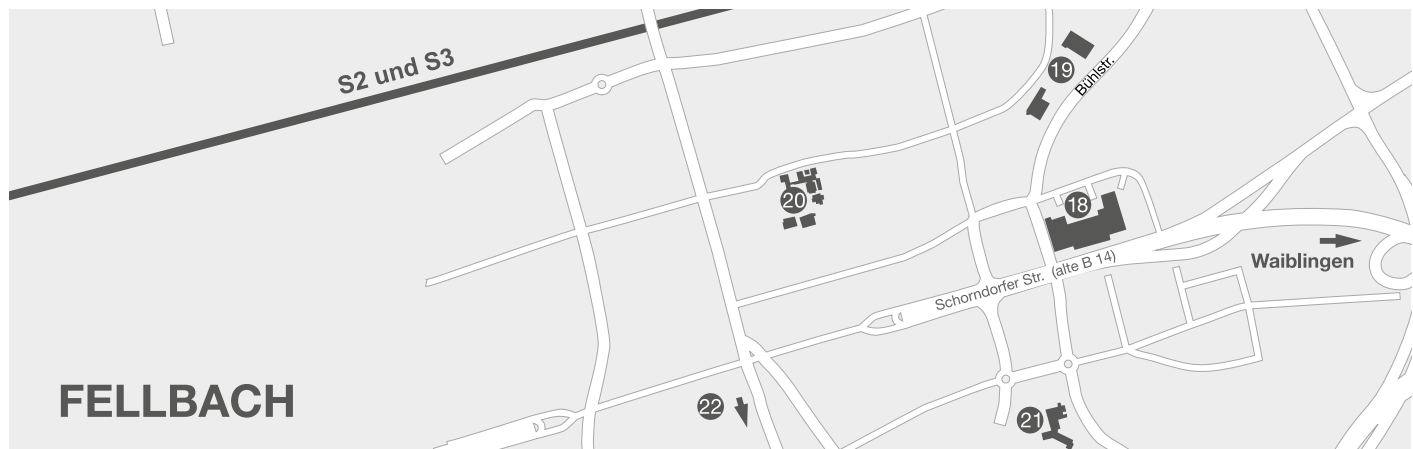 S2 und S3
19
Bühlstr.
20
18
Waiblingen
Schorndorfer Str. (alte B 14)
FELLBACH
22
21